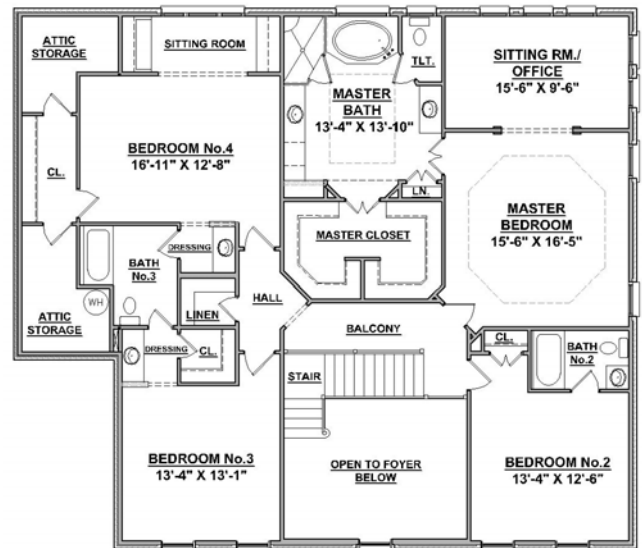 ATTIC
STORAGE
SITTING ROOM
TLT.
SITTING RM./
OFFICE
15'-6" X 9'-6"
MASTER
BATH
13'-4" X 13'-10"
BEDROOM No.4
16'-11" X 12'-8"
CL.
LN.
MASTER
BEDROOM
15'-6" X 16'-5"
MASTER CLOSET
DRESSING
BATH
No.3
WH
ATTIC
STORAGE
LINEN
HALL
BALCONY
DRESSING
CL.
STAIR
CL.
BATH
No.2
BEDROOM No.3
13'-4" X 13'-1"
OPEN TO FOYER
BELOW
BEDROOM No.2
13'-4" X 12'-6"